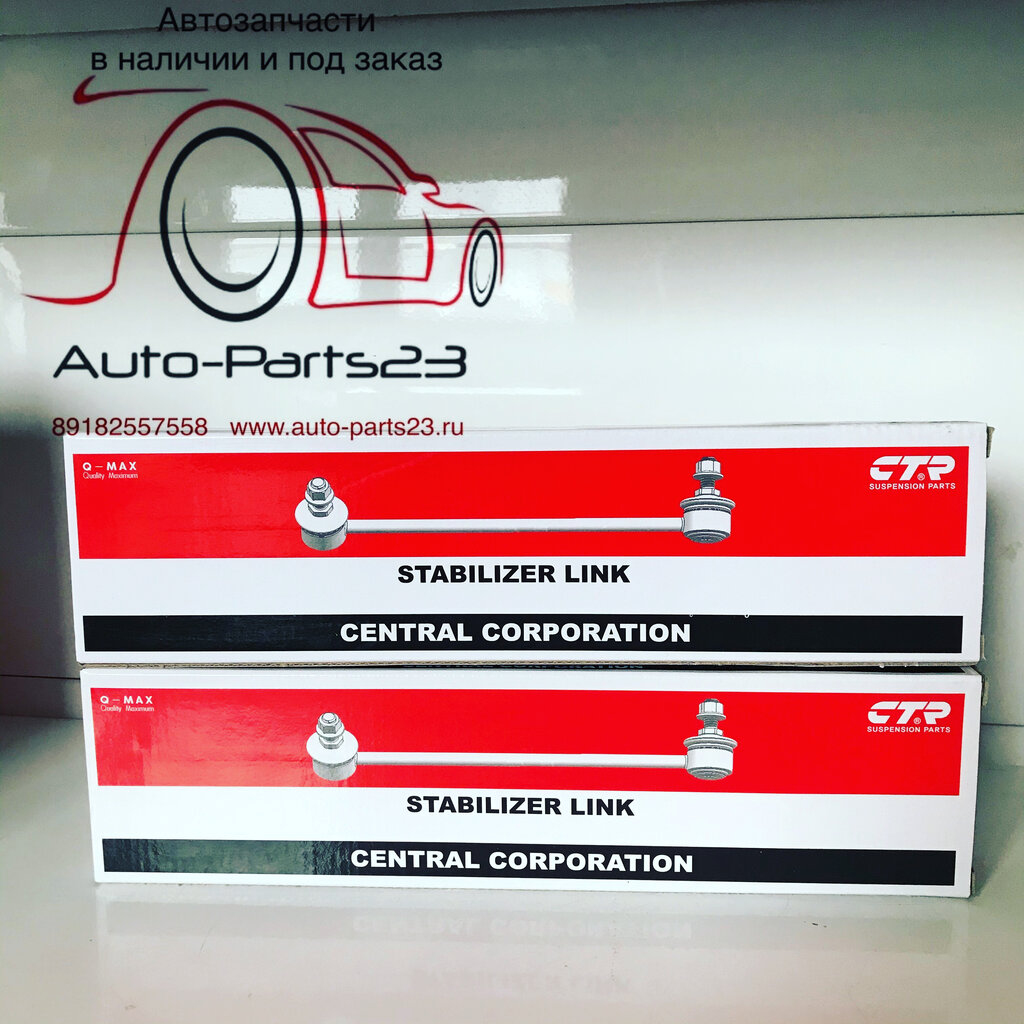 Автозапчасти
в наличии и под заказ
Auto-Parts23
89182557558 www.auto-parts23.ru
Q-MAX
Quality Maximum
CTR®
SUSPENSION PARTS
STABILIZER LINK
CENTRAL CORPORATION
Q-MAX
Quality Maximum
CTR®
SUSPENSION PARTS
STABILIZER LINK
CENTRAL CORPORATION